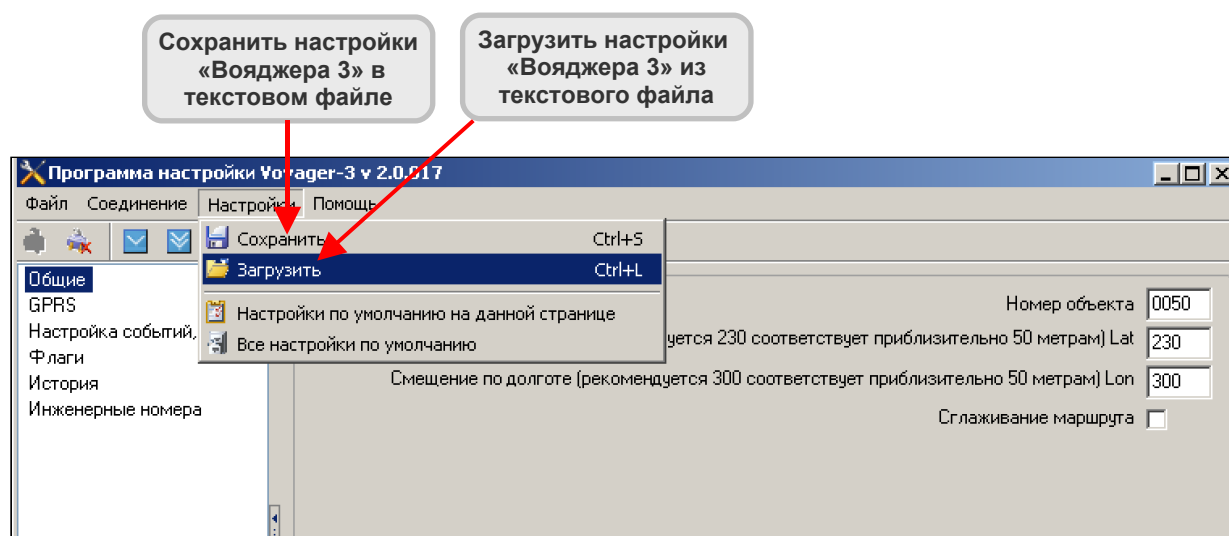 Сохранить настройки
«Вояджера 3» в
текстовом файле
Загрузить настройки
«Вояджера 3» из
текстового файла
Программа настройки Voyager-3 v 2.0.017
Файл Соединение Настройки Помощь
Сохранить Ctrl+S
Загрузить Ctrl+L
Настройки по умолчанию на данной странице
Все настройки по умолчанию
Общие
GPRS
Настройка событий,
Флаги
История
Инженерные номера
Номер объекта 0050
уется 230 соответствует приблизительно 50 метрам) Lat 230
Смещение по долготе (рекомендуется 300 соответствует приблизительно 50 метрам) Lon 300
Сглаживание маршрута